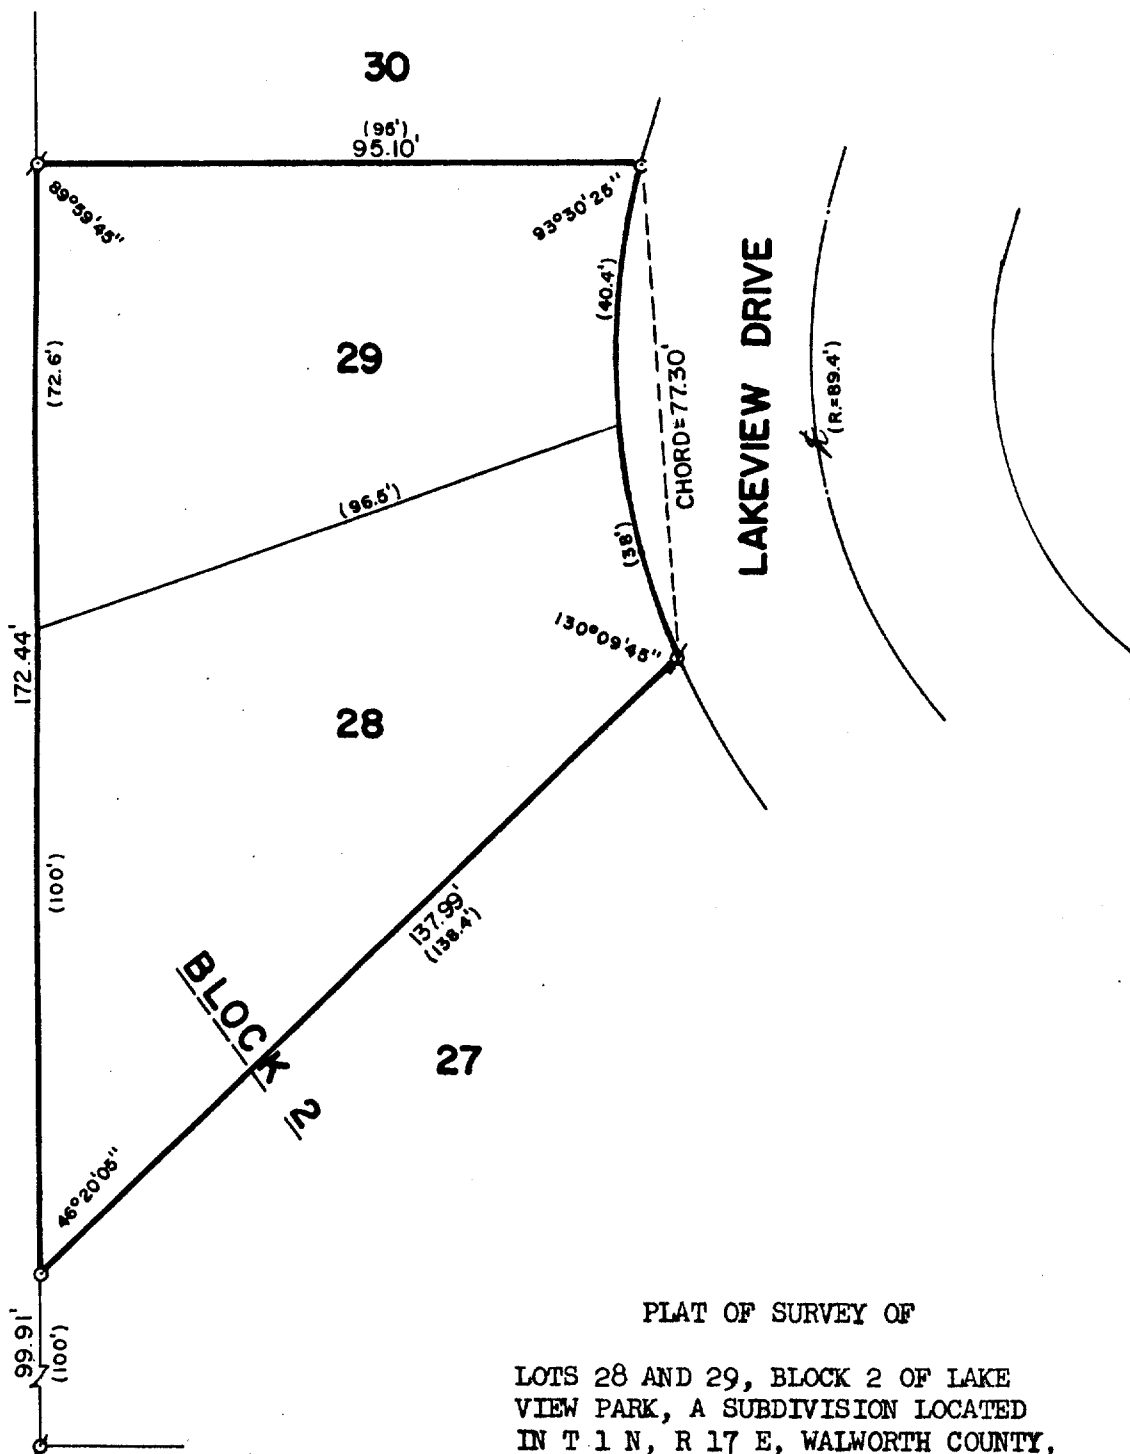 30
(95')
95.10'
89°59'45"
93°30'25"
(40.4')
(72.6')
29
CHORD=77.30'
LAKEVIEW DRIVE
(R.=89.4')
(96.5')
(38')
130°09'45"
172.44'
28
(100')
137.99'
(138.4')
BLOCK 2
27
46°20'05"
99.91'
(100')
PLAT OF SURVEY OF
LOTS 28 AND 29, BLOCK 2 OF LAKE
VIEW PARK, A SUBDIVISION LOCATED
IN T 1 N, R 17 E, WALWORTH COUNTY,